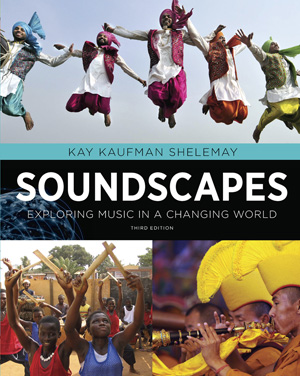 KAY KAUFMAN SHELEMAY
SOUNDSCAPES
EXPLORING MUSIC IN A CHANGING WORLD
THIRD EDITION